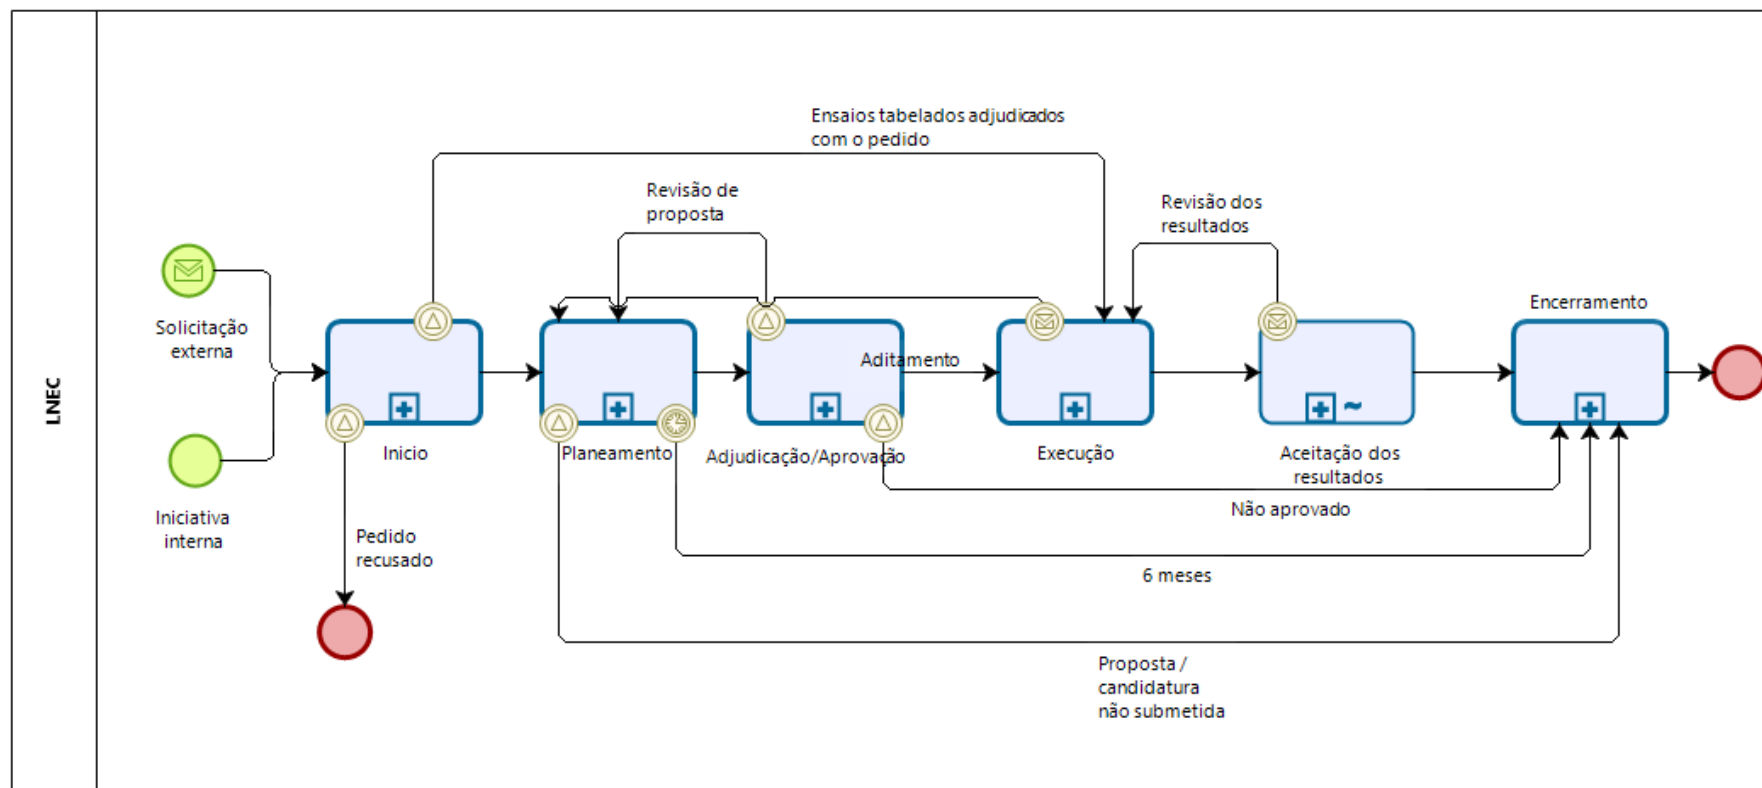 LNEC
Ensaios tabelados adjudicados
com o pedido
Revisão de
proposta
Revisão dos
resultados
Solicitação
externa
Encerramento
Aditamento
Inicio
Planeamento
Adjudicação/Aprovação
Execução
Aceitação dos
resultados
Iniciativa
interna
Não aprovado
Pedido
recusado
6 meses
Proposta /
candidatura
não submetida